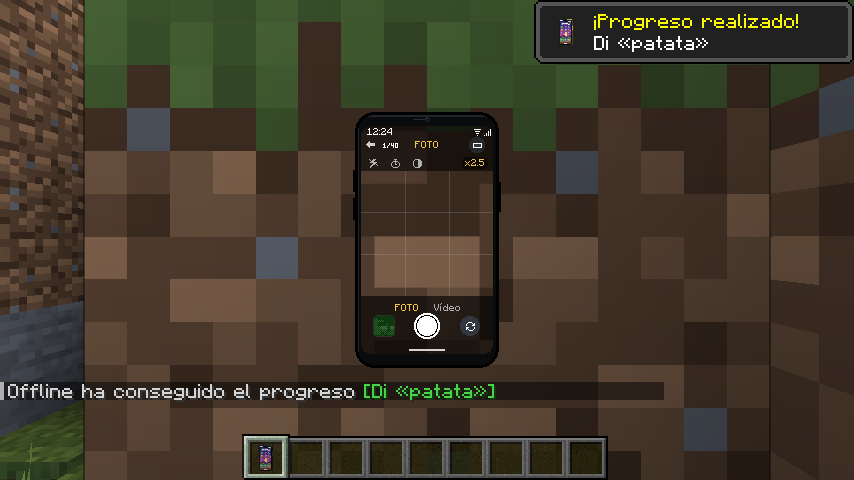 ¡Progreso realizado!
Di «patata»
12:24
1/40 FOTO
x2.5
FOTO Vídeo
Offline ha conseguido el progreso [Di «patata»]